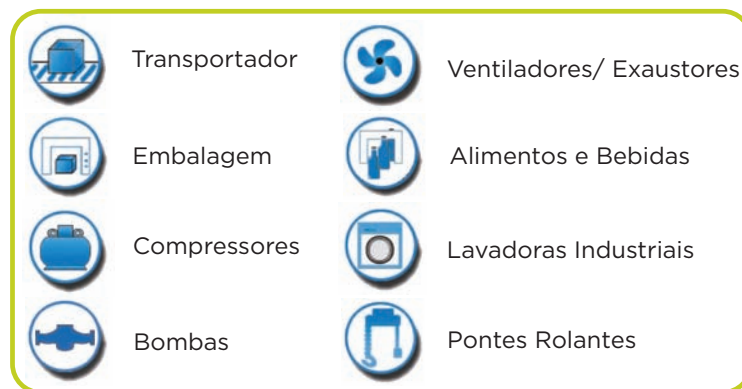 Transportador
Ventiladores/ Exaustores
Embalagem
Alimentos e Bebidas
Compressores
Lavadoras Industriais
Bombas
Pontes Rolantes